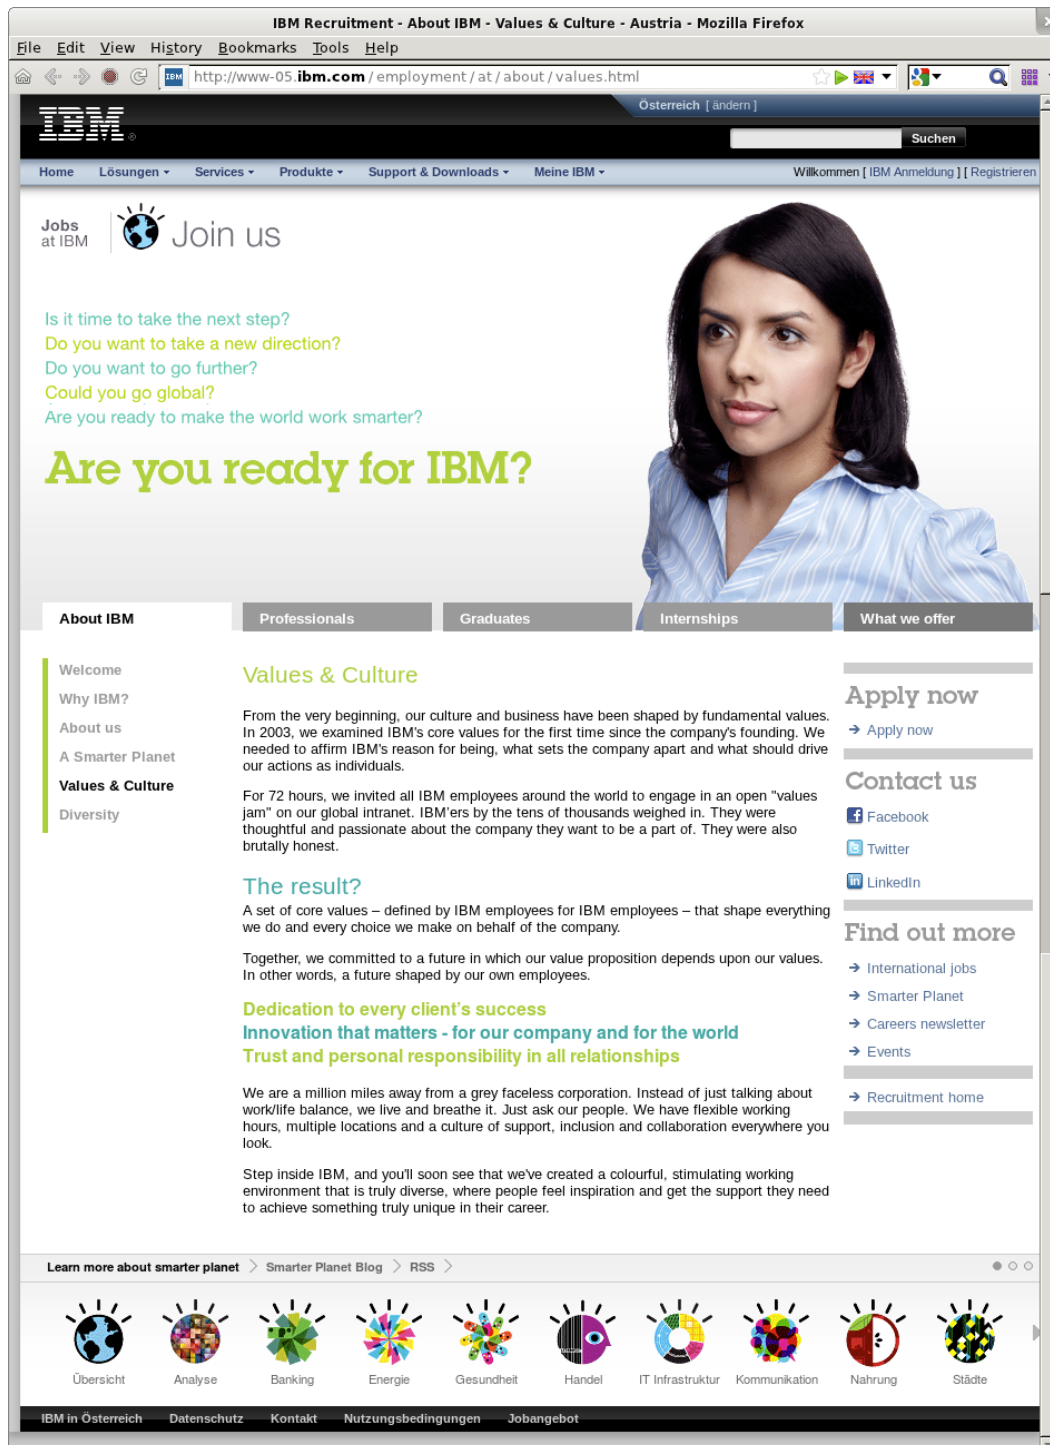 IBM Recruitment - About IBM - Values & Culture - Austria - Mozilla Firefox
File Edit View History Bookmarks Tools Help
IBM http://www-05.ibm.com/employment/at/about/values.html
Österreich [ ändern ]
IBM ®
Suchen
Home Lösungen Services Produkte Support & Downloads Meine IBM Willkommen [ IBM Anmeldung ] [ Registrieren
Jobs
at IBM
Join us
Is it time to take the next step?
Do you want to take a new direction?
Do you want to go further?
Could you go global?
Are you ready to make the world work smarter?
Are you ready for IBM?
About IBM Professionals Graduates Internships What we offer
Welcome
Why IBM?
About us
A Smarter Planet
Values & Culture
Diversity
Values & Culture
From the very beginning, our culture and business have been shaped by fundamental values.
In 2003, we examined IBM's core values for the first time since the company's founding. We
needed to affirm IBM's reason for being, what sets the company apart and what should drive
our actions as individuals.
For 72 hours, we invited all IBM employees around the world to engage in an open "values
jam" on our global intranet. IBM'ers by the tens of thousands weighed in. They were
thoughtful and passionate about the company they want to be a part of. They were also
brutally honest.
The result?
A set of core values – defined by IBM employees for IBM employees – that shape everything
we do and every choice we make on behalf of the company.
Together, we committed to a future in which our value proposition depends upon our values.
In other words, a future shaped by our own employees.
Dedication to every client's success
Innovation that matters - for our company and for the world
Trust and personal responsibility in all relationships
We are a million miles away from a grey faceless corporation. Instead of just talking about
work/life balance, we live and breathe it. Just ask our people. We have flexible working
hours, multiple locations and a culture of support, inclusion and collaboration everywhere you
look.
Step inside IBM, and you'll soon see that we've created a colourful, stimulating working
environment that is truly diverse, where people feel inspiration and get the support they need
to achieve something truly unique in their career.
Apply now
Apply now
Contact us
Facebook
Twitter
LinkedIn
Find out more
International jobs
Smarter Planet
Careers newsletter
Events
Recruitment home
Learn more about smarter planet Smarter Planet Blog RSS
Übersicht Analyse Banking Energie Gesundheit Handel IT Infrastruktur Kommunikation Nahrung Städte
IBM in Österreich Datenschutz Kontakt Nutzungsbedingungen Jobangebot